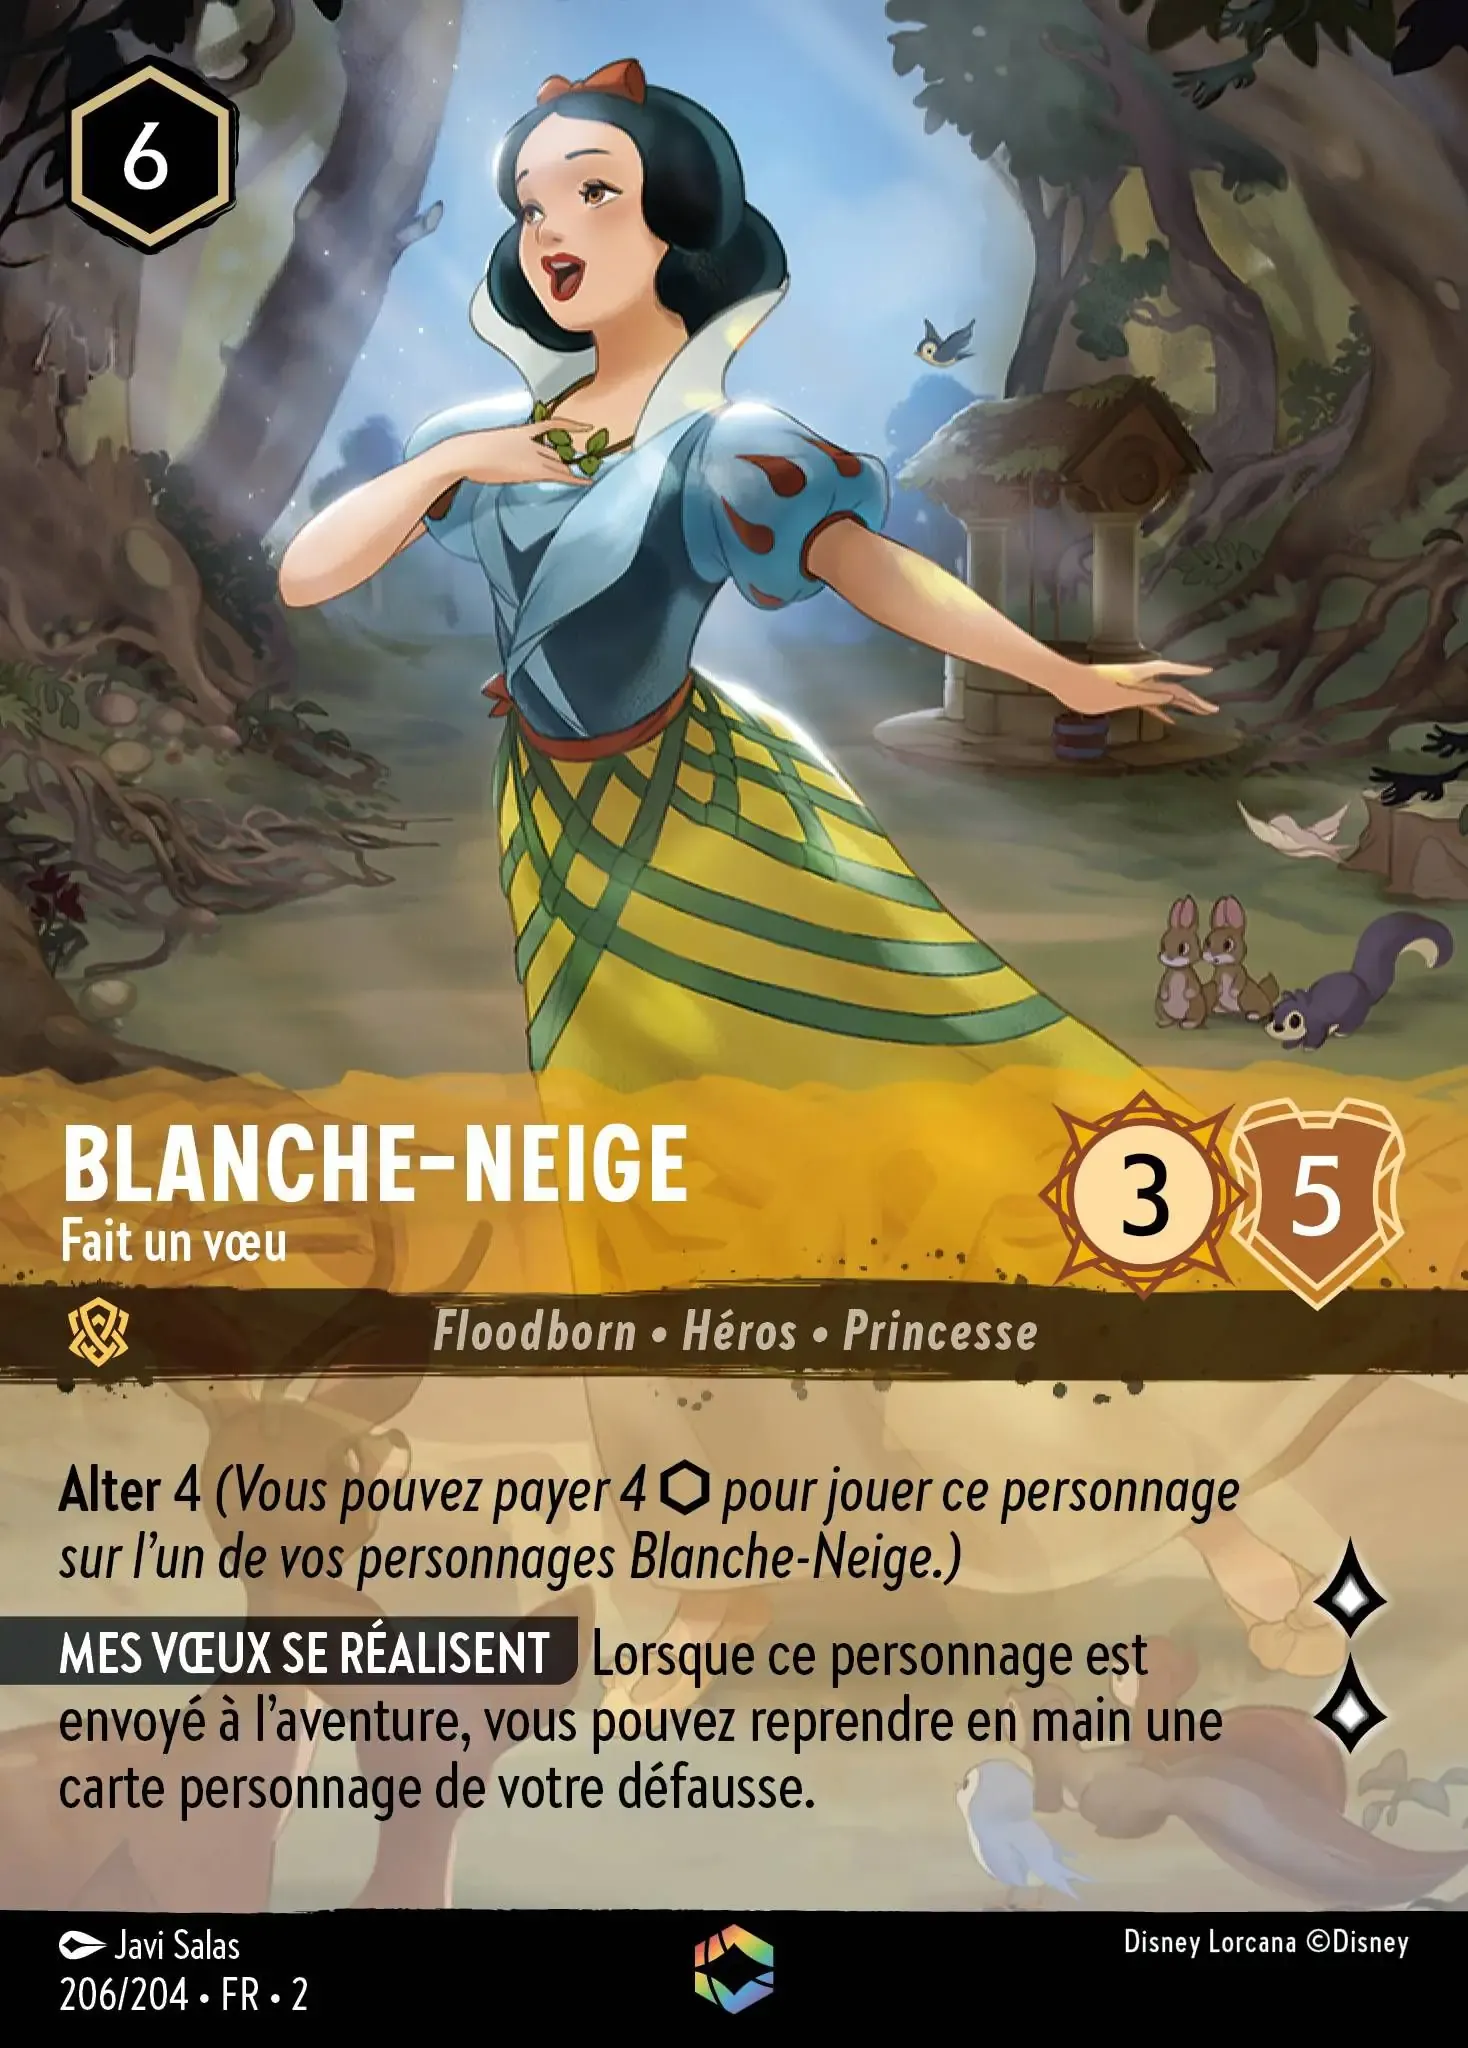 6
BLANCHE-NEIGE
Fait un vœu
3
5
Floodborn • Héros • Princesse
Alter 4 (Vous pouvez payer 4 ⬡ pour jouer ce personnage
sur l'un de vos personnages Blanche-Neige.)
MES VŒUX SE RÉALISENT Lorsque ce personnage est
envoyé à l'aventure, vous pouvez reprendre en main une
carte personnage de votre défausse.
Javi Salas
Disney Lorcana ©Disney
206/204 • FR • 2